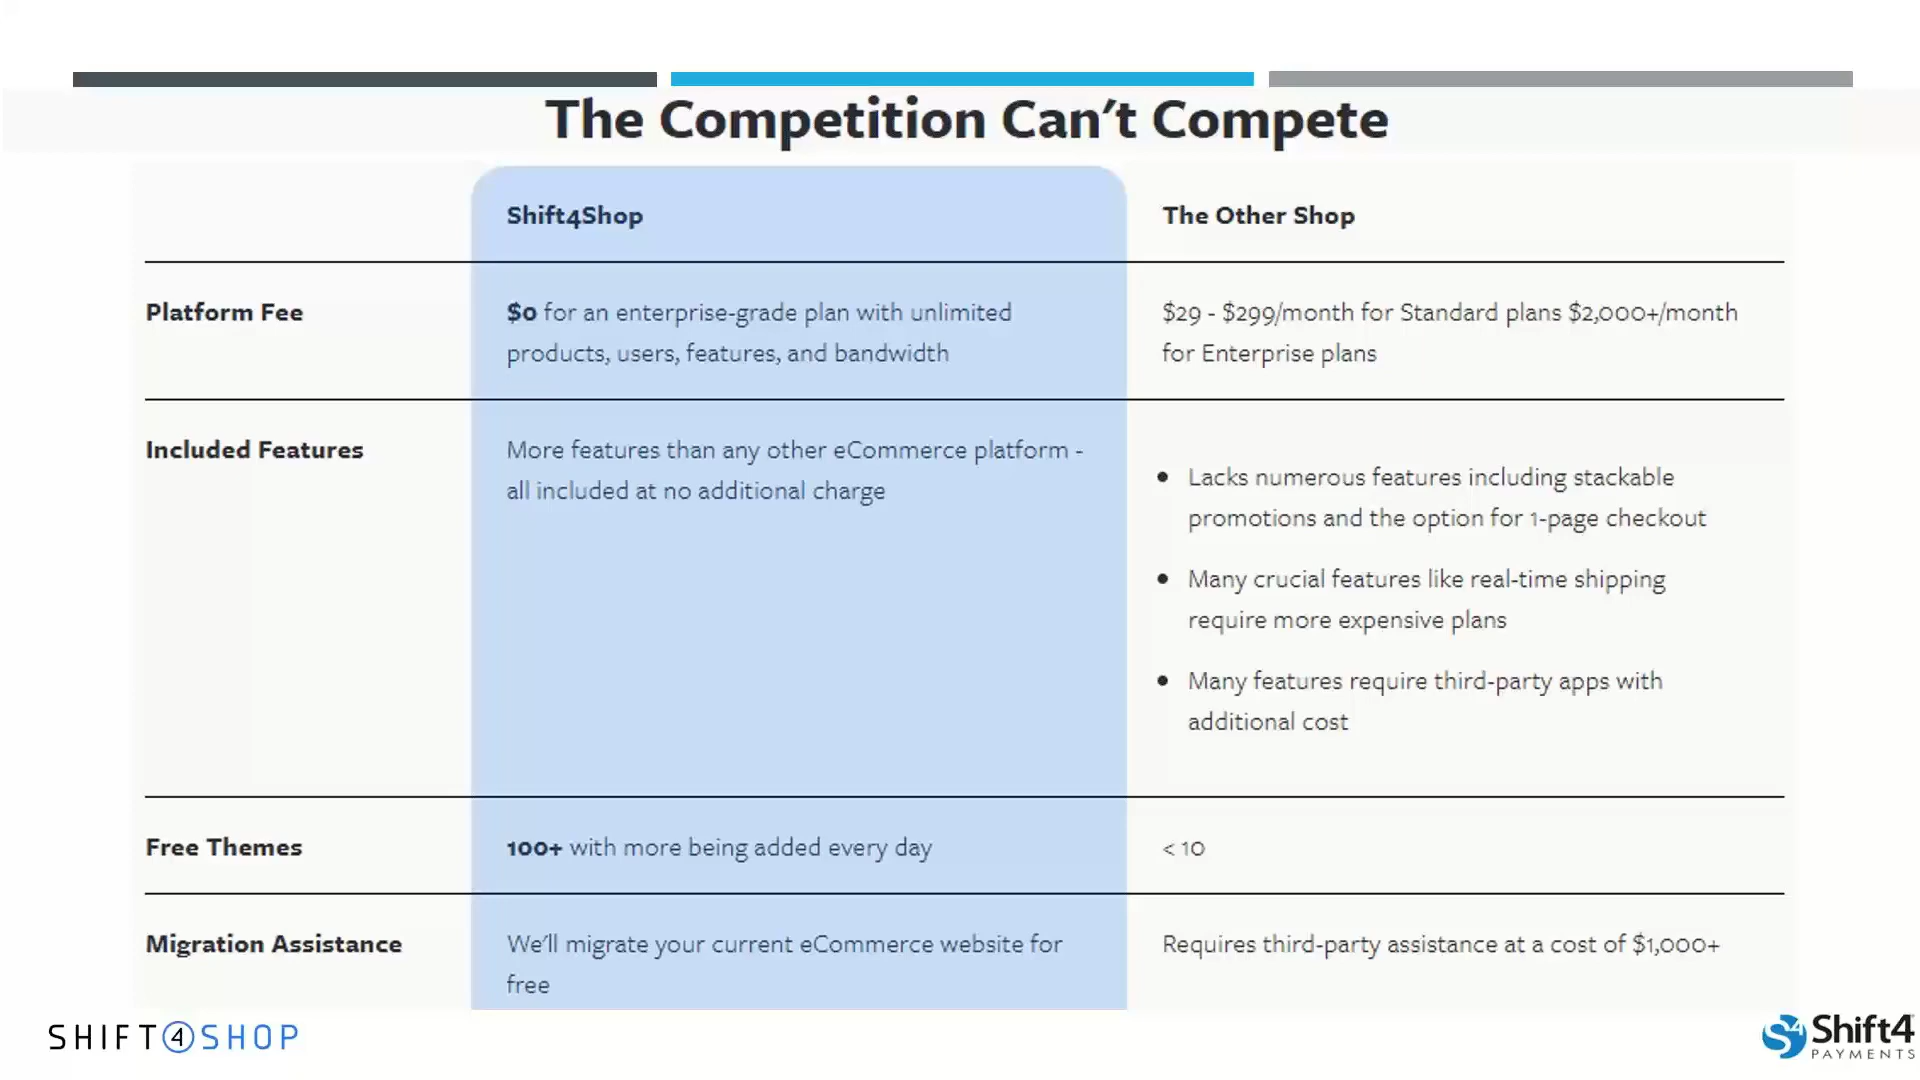 The Competition Can't Compete
Shift4Shop
The Other Shop
Platform Fee
$0 for an enterprise-grade plan with unlimited
products, users, features, and bandwidth
$29 - $299/month for Standard plans $2,000+/month
for Enterprise plans
Included Features
More features than any other eCommerce platform -
all included at no additional charge
• Lacks numerous features including stackable
promotions and the option for 1-page checkout
• Many crucial features like real-time shipping
require more expensive plans
• Many features require third-party apps with
additional cost
Free Themes
100+ with more being added every day
< 10
Migration Assistance
We'll migrate your current eCommerce website for
free
Requires third-party assistance at a cost of $1,000+
SHIFT4SHOP
S4 Shift4
PAYMENTS